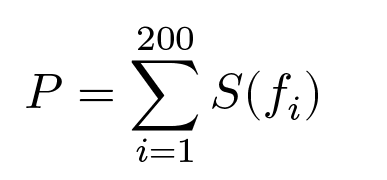 P = \sum_{i=1}^{200} S(f_i)